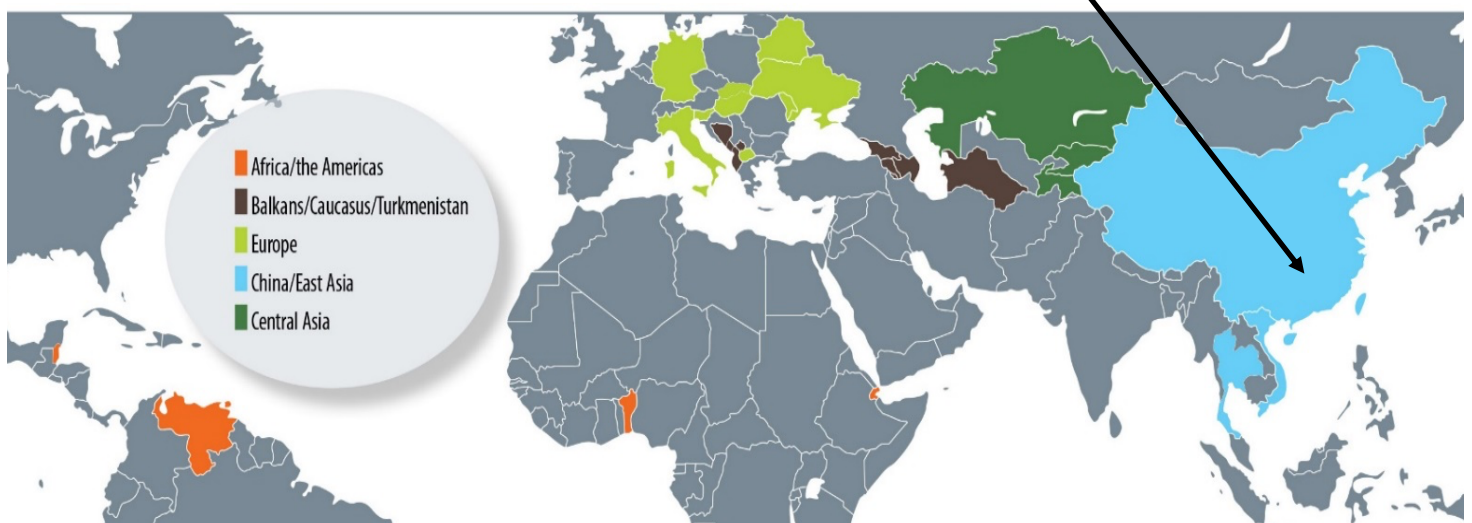 Africa/the Americas
Balkans/Caucasus/Turkmenistan
Europe
China/East Asia
Central Asia